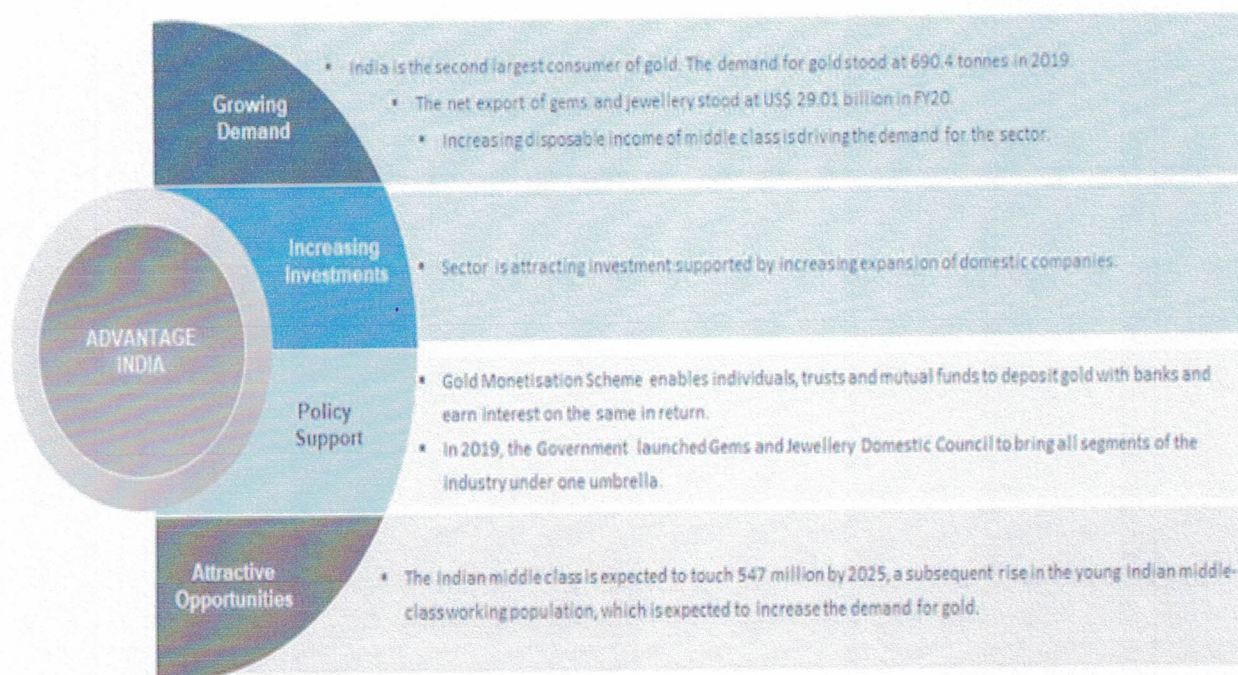 Growing
Demand
▪ India is the second largest consumer of gold. The demand for gold stood at 690.4 tonnes in 2019.
▪ The net export of gems and jewellery stood at US$ 29.01 billion in FY20.
▪ Increasing disposable income of middle class is driving the demand for the sector.
ADVANTAGE
INDIA
Increasing
Investments
▪ Sector is attracting investment supported by increasing expansion of domestic companies.
Policy
Support
▪ Gold Monetisation Scheme enables individuals, trusts and mutual funds to deposit gold with banks and
earn interest on the same in return.
▪ In 2019, the Government launched Gems and Jewellery Domestic Council to bring all segments of the
industry under one umbrella.
Attractive
Opportunities
▪ The Indian middle class is expected to touch 547 million by 2025, a subsequent rise in the young Indian middle-
class working population, which is expected to increase the demand for gold.